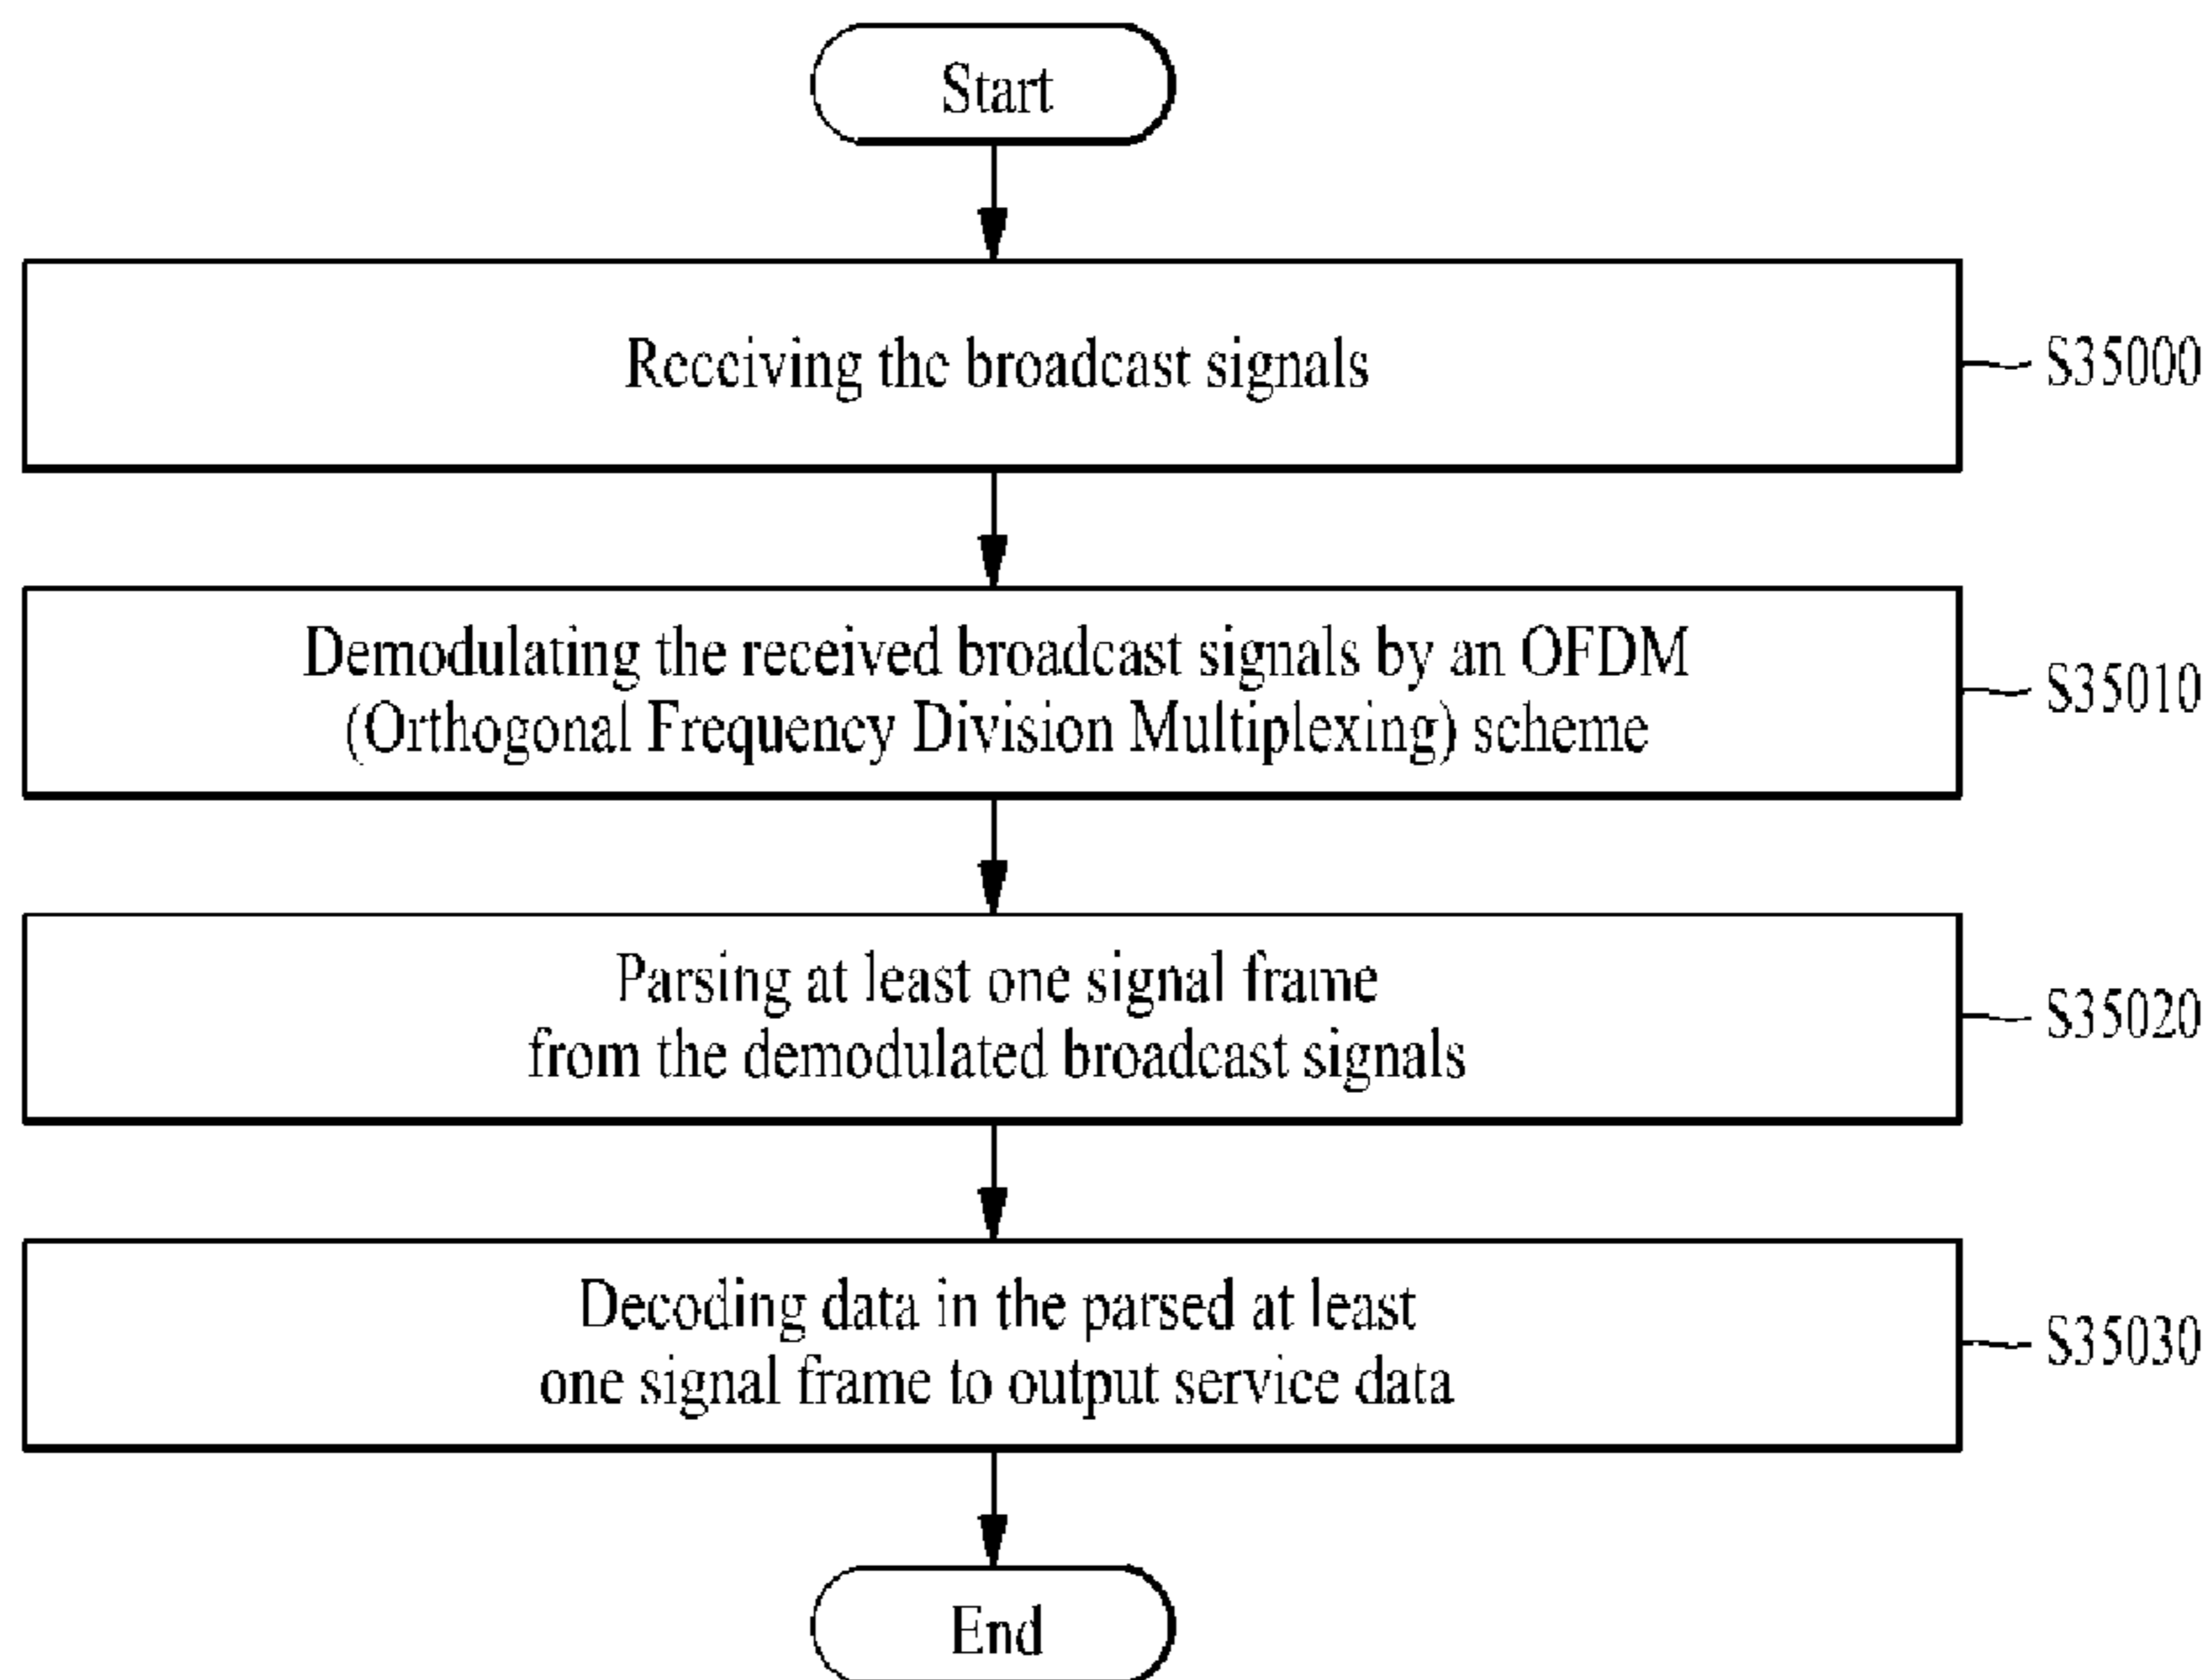 Start
Receiving the broadcast signals
S35000
Demodulating the received broadcast signals by an OFDM
(Orthogonal Frequency Division Multiplexing) scheme
S35010
Parsing at least one signal frame
from the demodulated broadcast signals
S35020
Decoding data in the parsed at least
one signal frame to output service data
S35030
End